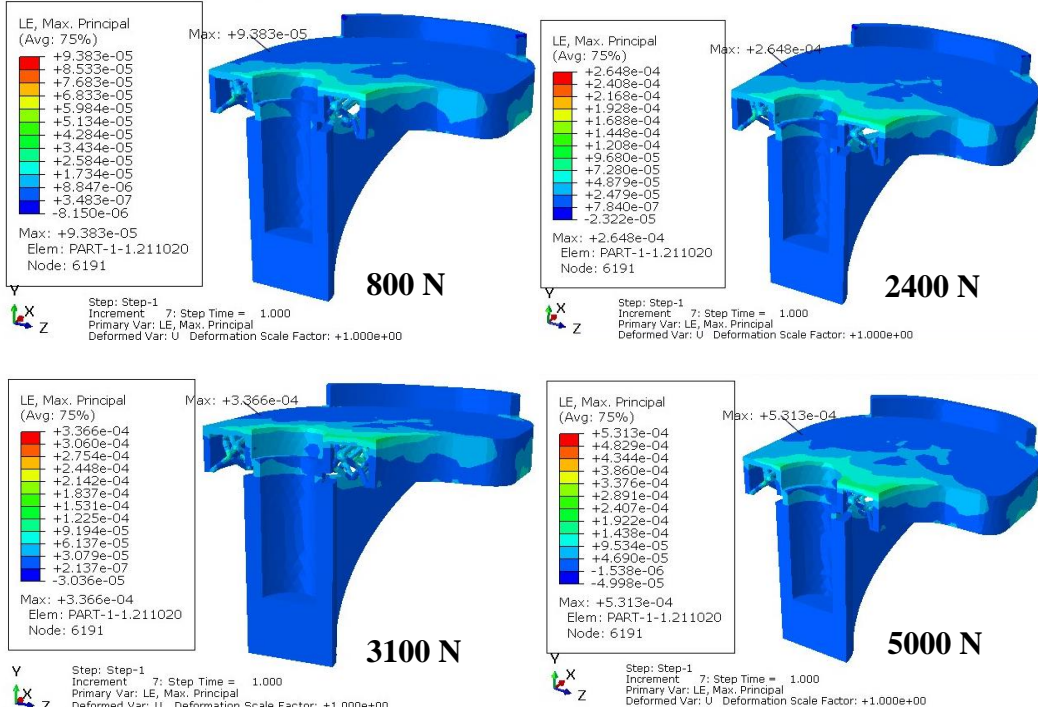 LE, Max. Principal
(Avg: 75%)
+9.383e-05
+8.533e-05
+7.683e-05
+6.833e-05
+5.984e-05
+5.134e-05
+4.284e-05
+3.434e-05
+2.584e-05
+1.734e-05
+8.847e-06
+3.483e-07
-8.150e-06
Max: +9.383e-05
Elem: PART-1-1.211020
Node: 6191
Max: +9.383e-05
800 N
Y
X
Z
Step: Step-1
Increment 7: Step Time = 1.000
Primary Var: LE, Max. Principal
Deformed Var: U Deformation Scale Factor: +1.000e+00
LE, Max. Principal
(Avg: 75%)
+2.648e-04
+2.408e-04
+2.168e-04
+1.928e-04
+1.688e-04
+1.448e-04
+1.208e-04
+9.680e-05
+7.280e-05
+4.879e-05
+2.479e-05
+7.840e-07
-2.322e-05
Max: +2.648e-04
Elem: PART-1-1.211020
Node: 6191
Max: +2.648e-04
2400 N
Y
X
Z
Step: Step-1
Increment 7: Step Time = 1.000
Primary Var: LE, Max. Principal
Deformed Var: U Deformation Scale Factor: +1.000e+00
LE, Max. Principal
(Avg: 75%)
+3.366e-04
+3.060e-04
+2.754e-04
+2.448e-04
+2.142e-04
+1.837e-04
+1.531e-04
+1.225e-04
+9.194e-05
+6.137e-05
+3.079e-05
+2.137e-07
-3.036e-05
Max: +3.366e-04
Elem: PART-1-1.211020
Node: 6191
Max: +3.366e-04
3100 N
Y
X
Z
Step: Step-1
Increment 7: Step Time = 1.000
Primary Var: LE, Max. Principal
Deformed Var: U Deformation Scale Factor: +1.000e+00
LE, Max. Principal
(Avg: 75%)
+5.313e-04
+4.829e-04
+4.344e-04
+3.860e-04
+3.376e-04
+2.891e-04
+2.407e-04
+1.922e-04
+1.438e-04
+9.534e-05
+4.690e-05
-1.538e-06
-4.998e-05
Max: +5.313e-04
Elem: PART-1-1.211020
Node: 6191
Max: +5.313e-04
5000 N
Y
X
Z
Step: Step-1
Increment 7: Step Time = 1.000
Primary Var: LE, Max. Principal
Deformed Var: U Deformation Scale Factor: +1.000e+00